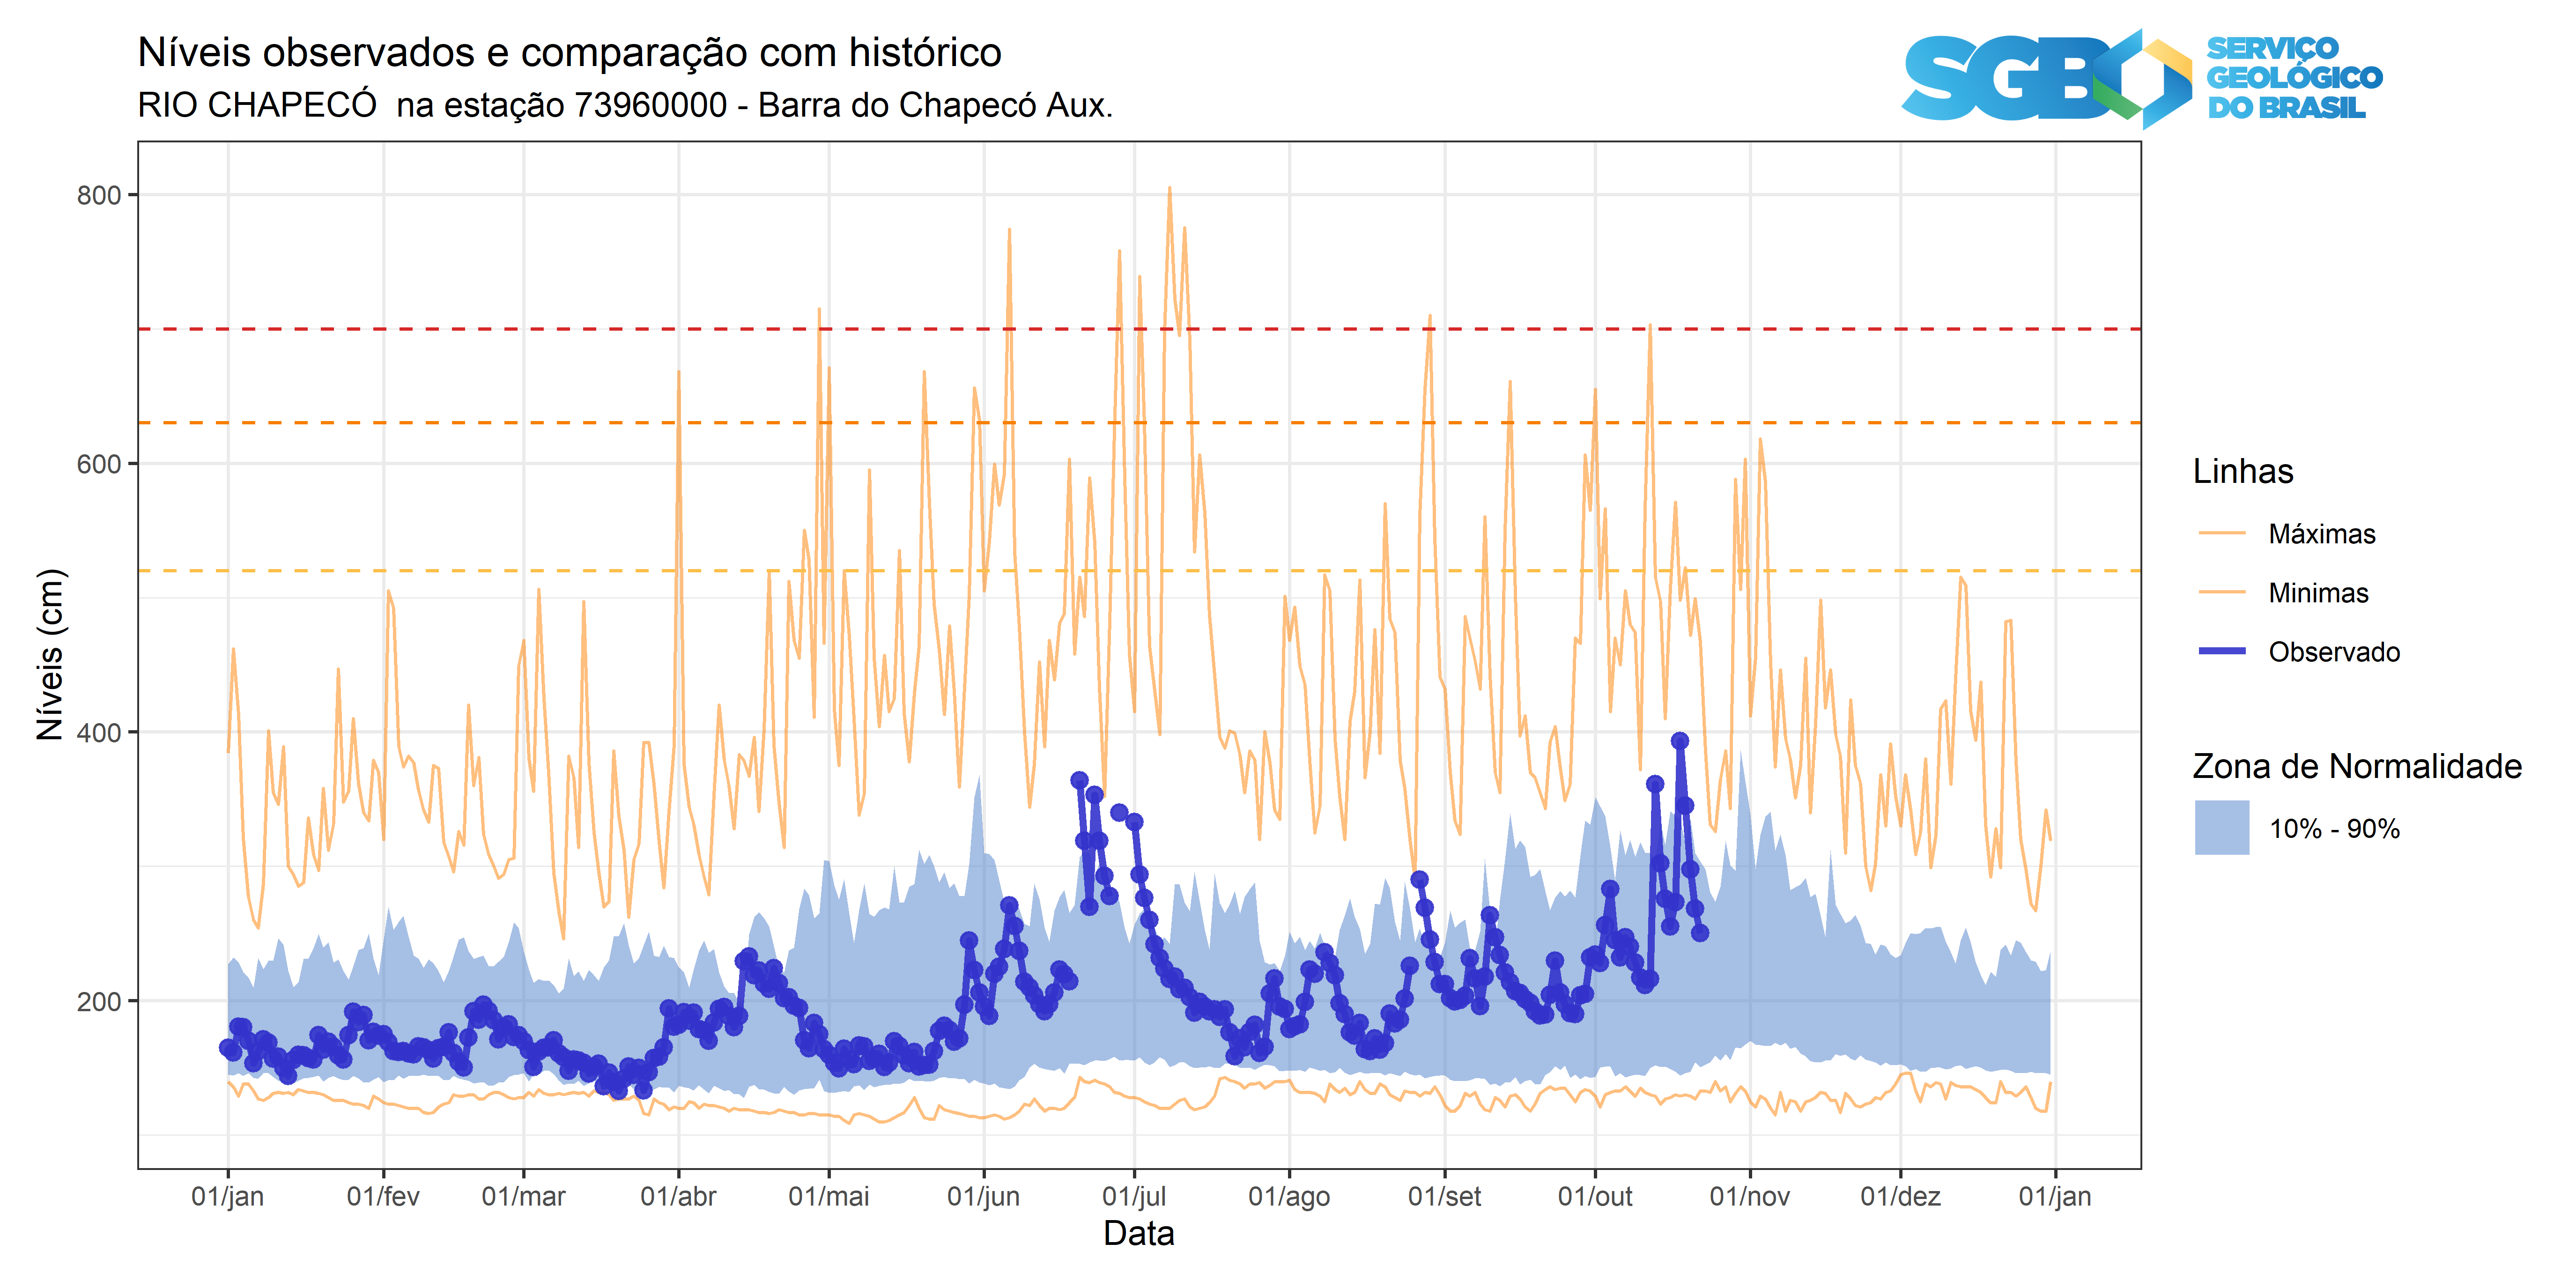 Níveis observados e comparação com histórico
RIO CHAPECÓ  na estação 73960000 - Barra do Chapecó Aux.
SGB
SERVIÇO
GEOLÓGICO
DO BRASIL
800
600
400
200
Níveis (cm)
01/jan
01/fev
01/mar
01/abr
01/mai
01/jun
01/jul
01/ago
01/set
01/out
01/nov
01/dez
01/jan
Data
Linhas
Máximas
Minimas
Observado
Zona de Normalidade
10% - 90%